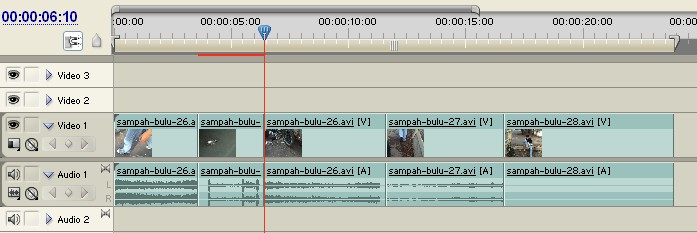 00:00:06:10
:00:00 00:00:05:00 00:00:10:00 00:00:15:00 00:00:20:00 00:00
Video 3
Video 2
Video 1
sampah-bulu-26.a sampah-bulu- sampah-bulu-26.avi [V] sampah-bulu-27.avi [V] sampah-bulu-28.avi [V]
Audio 1
L
R
sampah-bulu-26.a sampah-bulu- sampah-bulu-26.avi [A] sampah-bulu-27.avi [A] sampah-bulu-28.avi [A]
Audio 2